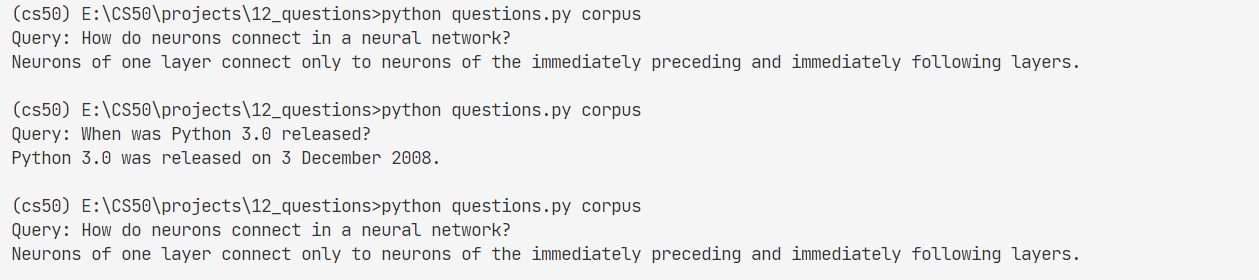 (cs50) E:\CS50\projects\12_questions>python questions.py corpus
Query: How do neurons connect in a neural network?
Neurons of one layer connect only to neurons of the immediately preceding and immediately following layers.
(cs50) E:\CS50\projects\12_questions>python questions.py corpus
Query: When was Python 3.0 released?
Python 3.0 was released on 3 December 2008.
(cs50) E:\CS50\projects\12_questions>python questions.py corpus
Query: How do neurons connect in a neural network?
Neurons of one layer connect only to neurons of the immediately preceding and immediately following layers.